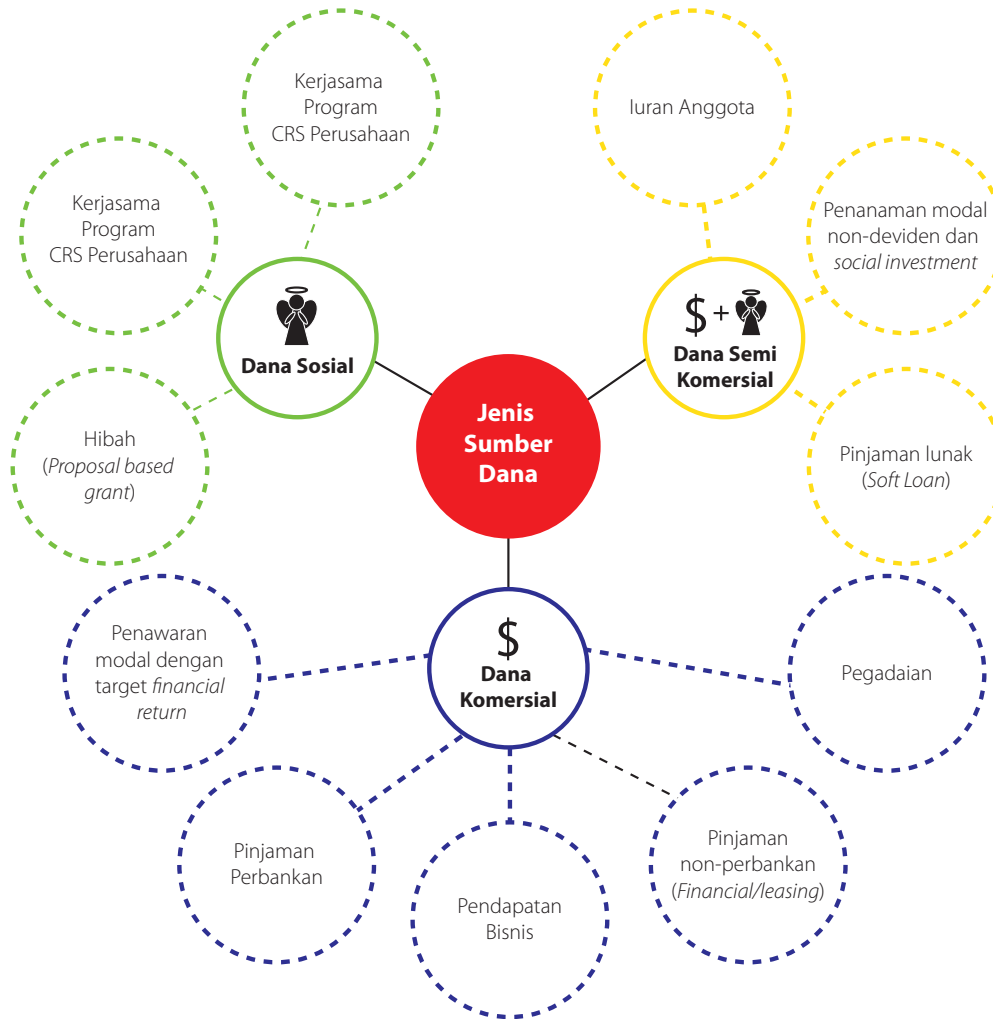 Kerjasama
Program
CRS Perusahaan
Iuran Anggota
Kerjasama
Program
CRS Perusahaan
Penanaman modal
non-deviden dan
social investment
Dana Sosial
$ +
Dana Semi
Komersial
Jenis
Sumber
Dana
Hibah
(Proposal based
grant)
Pinjaman lunak
(Soft Loan)
Penawaran
modal dengan
target financial
return
$
Dana
Komersial
Pegadaian
Pinjaman
Perbankan
Pendapatan
Bisnis
Pinjaman
non-perbankan
(Financial/leasing)